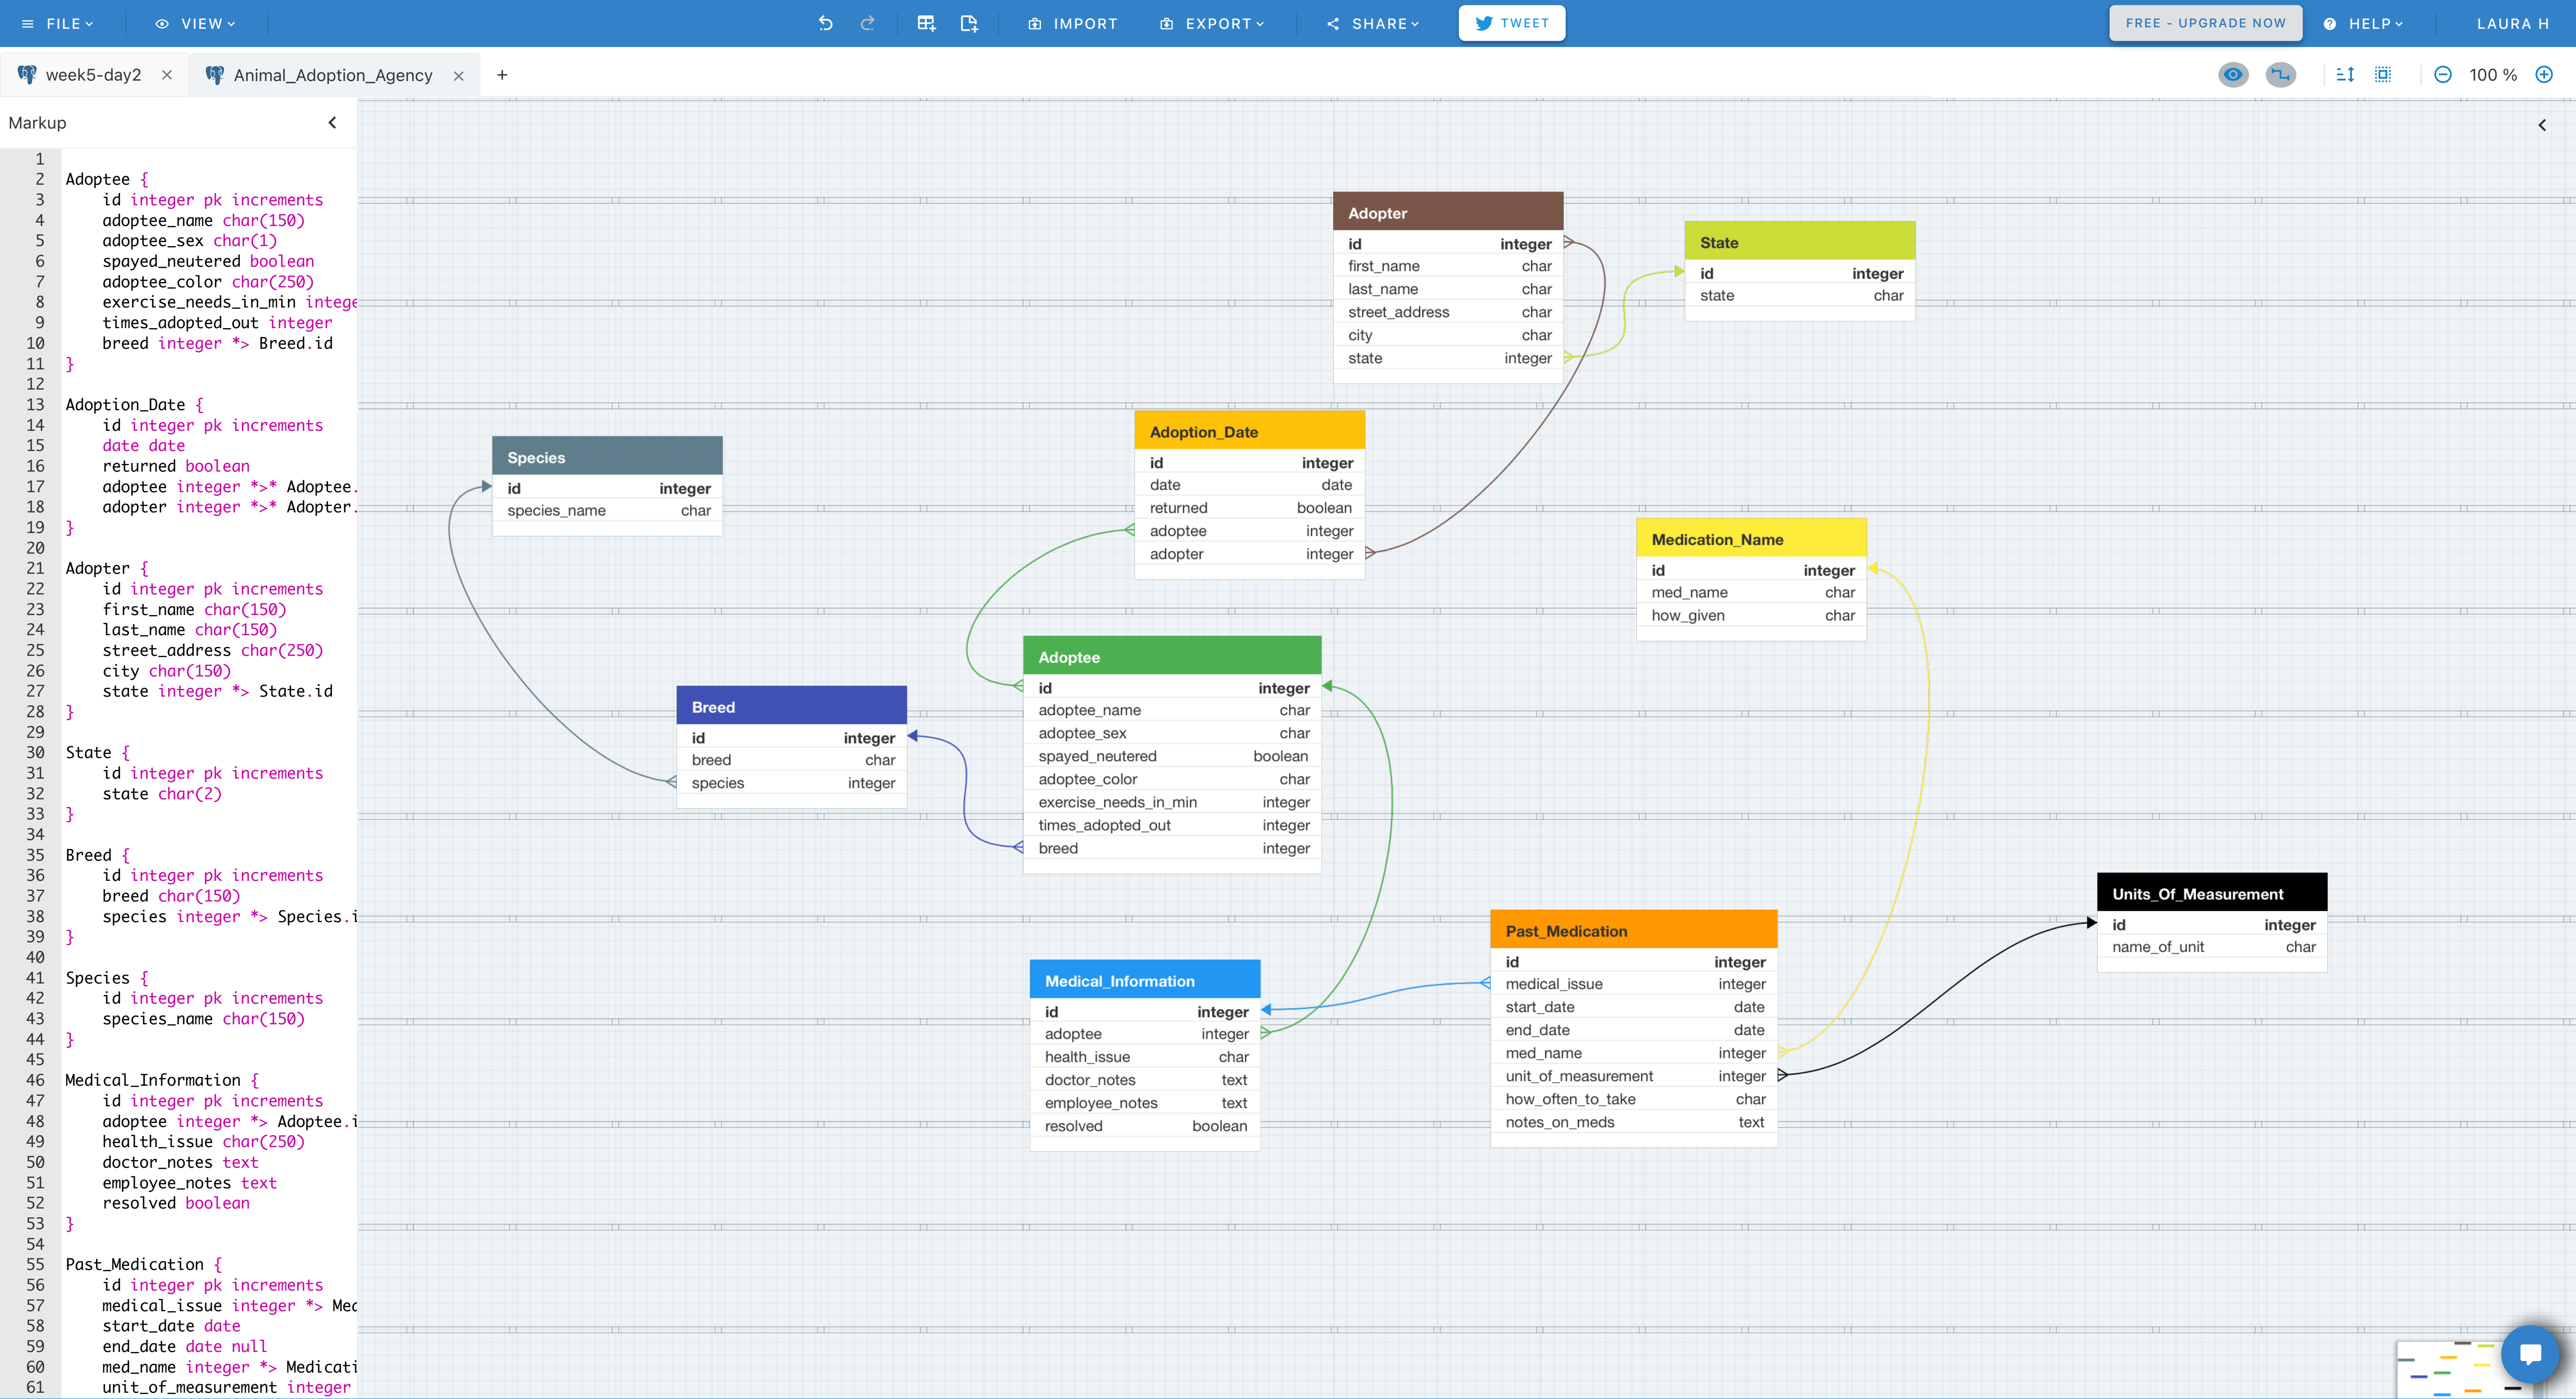 FILE VIEW IMPORT EXPORT SHARE TWEET FREE - UPGRADE NOW HELP LAURA H
week5-day2 Animal_Adoption_Agency 100 %
Markup
1
2 Adoptee {
3 id integer pk increments
4 adoptee_name char(150)
5 adoptee_sex char(1)
6 spayed_neutered boolean
7 adoptee_color char(250)
8 exercise_needs_in_min intege
9 times_adopted_out integer
10 breed integer *> Breed.id
11 }
12
13 Adoption_Date {
14 id integer pk increments
15 date date
16 returned boolean
17 adoptee integer *>* Adoptee.
18 adopter integer *>* Adopter.
19 }
20
21 Adopter {
22 id integer pk increments
23 first_name char(150)
24 last_name char(150)
25 street_address char(250)
26 city char(150)
27 state integer *> State.id
28 }
29
30 State {
31 id integer pk increments
32 state char(2)
33 }
34
35 Breed {
36 id integer pk increments
37 breed char(150)
38 species integer *> Species.i
39 }
40
41 Species {
42 id integer pk increments
43 species_name char(150)
44 }
45
46 Medical_Information {
47 id integer pk increments
48 adoptee integer *> Adoptee.i
49 health_issue char(250)
50 doctor_notes text
51 employee_notes text
52 resolved boolean
53 }
54
55 Past_Medication {
56 id integer pk increments
57 medical_issue integer *> Med
58 start_date date
59 end_date date null
60 med_name integer *> Medicati
61 unit_of_measurement integer
Adopter
id integer
first_name char
last_name char
street_address char
city char
state integer
State
id integer
state char
Adoption_Date
id integer
date date
returned boolean
adoptee integer
adopter integer
Species
id integer
species_name char
Medication_Name
id integer
med_name char
how_given char
Adoptee
id integer
adoptee_name char
adoptee_sex char
spayed_neutered boolean
adoptee_color char
exercise_needs_in_min integer
times_adopted_out integer
breed integer
Breed
id integer
breed char
species integer
Units_Of_Measurement
id integer
name_of_unit char
Past_Medication
id integer
medical_issue integer
start_date date
end_date date
med_name integer
unit_of_measurement integer
how_often_to_take char
notes_on_meds text
Medical_Information
id integer
adoptee integer
health_issue char
doctor_notes text
employee_notes text
resolved boolean